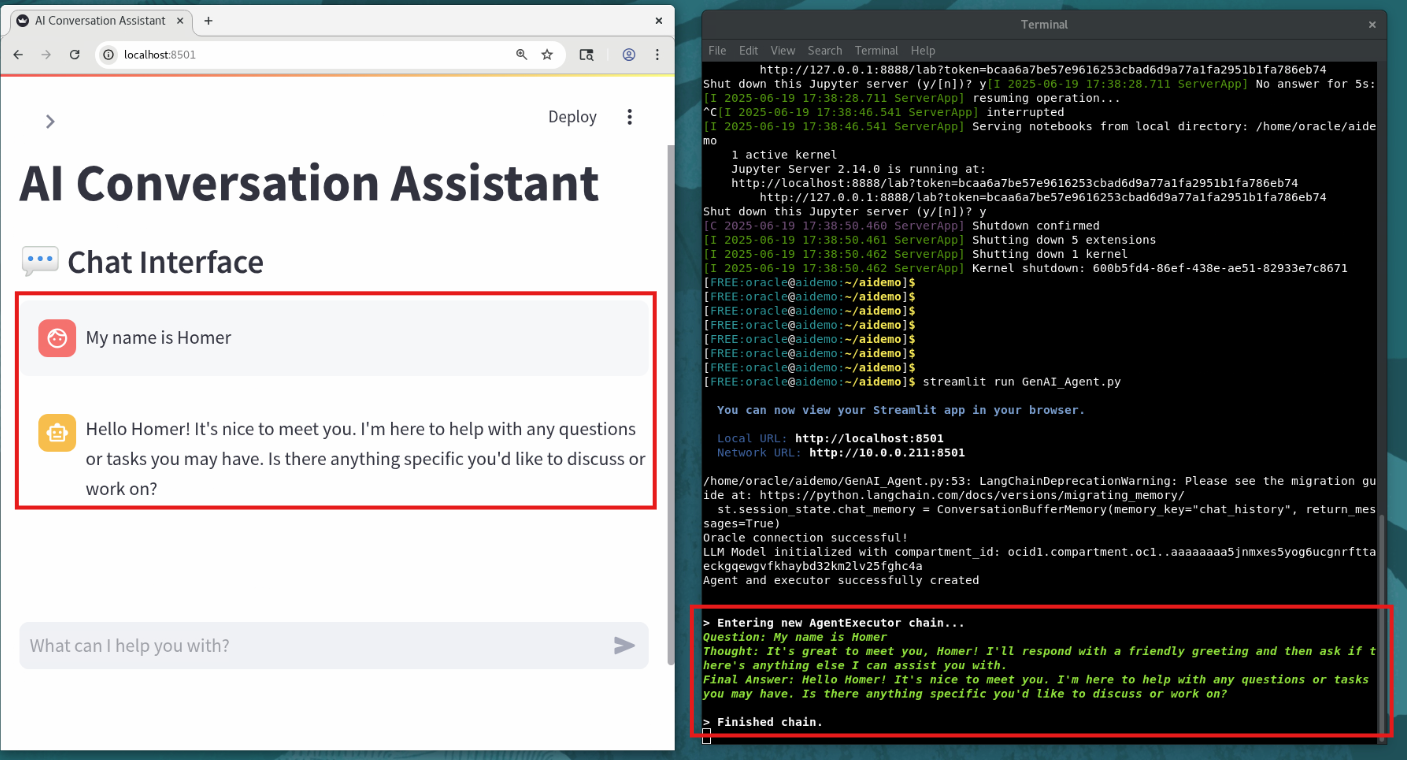 AI Conversation Assistant
localhost:8501
Deploy
AI Conversation Assistant
Chat Interface
My name is Homer
Hello Homer! It's nice to meet you. I'm here to help with any questions
or tasks you may have. Is there anything specific you'd like to discuss or
work on?
What can I help you with?
Terminal
File Edit View Search Terminal Help
http://127.0.0.1:8888/lab?token=bcaa6a7be57e9616253cbad6d9a77a1fa2951b1fa786eb74
Shut down this Jupyter server (y/[n])? y[I 2025-06-19 17:38:28.711 ServerApp] No answer for 5s:
[I 2025-06-19 17:38:28.711 ServerApp] resuming operation...
^C[I 2025-06-19 17:38:46.541 ServerApp] interrupted
[I 2025-06-19 17:38:46.541 ServerApp] Serving notebooks from local directory: /home/oracle/aide
mo
1 active kernel
Jupyter Server 2.14.0 is running at:
http://localhost:8888/lab?token=bcaa6a7be57e9616253cbad6d9a77a1fa2951b1fa786eb74
http://127.0.0.1:8888/lab?token=bcaa6a7be57e9616253cbad6d9a77a1fa2951b1fa786eb74
Shut down this Jupyter server (y/[n])? y
[C 2025-06-19 17:38:50.460 ServerApp] Shutdown confirmed
[I 2025-06-19 17:38:50.461 ServerApp] Shutting down 5 extensions
[I 2025-06-19 17:38:50.462 ServerApp] Shutting down 1 kernel
[I 2025-06-19 17:38:50.462 ServerApp] Kernel shutdown: 600b5fd4-86ef-438e-ae51-82933e7c8671
[FREE:oracle@aidemo:~/aidemo]$
[FREE:oracle@aidemo:~/aidemo]$
[FREE:oracle@aidemo:~/aidemo]$
[FREE:oracle@aidemo:~/aidemo]$
[FREE:oracle@aidemo:~/aidemo]$
[FREE:oracle@aidemo:~/aidemo]$
[FREE:oracle@aidemo:~/aidemo]$
[FREE:oracle@aidemo:~/aidemo]$ streamlit run GenAI_Agent.py
You can now view your Streamlit app in your browser.
Local URL: http://localhost:8501
Network URL: http://10.0.0.211:8501
/home/oracle/aidemo/GenAI_Agent.py:53: LangChainDeprecationWarning: Please see the migration gu
ide at: https://python.langchain.com/docs/versions/migrating_memory/
st.session_state.chat_memory = ConversationBufferMemory(memory_key="chat_history", return_mes
sages=True)
Oracle connection successful!
LLM Model initialized with compartment_id: ocid1.compartment.oc1..aaaaaaaa5jnmxes5yog6ucgnrftta
eckgqewgvfkhaybd32km2lv25fghc4a
Agent and executor successfully created
> Entering new AgentExecutor chain...
Question: My name is Homer
Thought: It's great to meet you, Homer! I'll respond with a friendly greeting and then ask if t
here's anything else I can assist you with.
Final Answer: Hello Homer! It's nice to meet you. I'm here to help with any questions or tasks
you may have. Is there anything specific you'd like to discuss or work on?
> Finished chain.